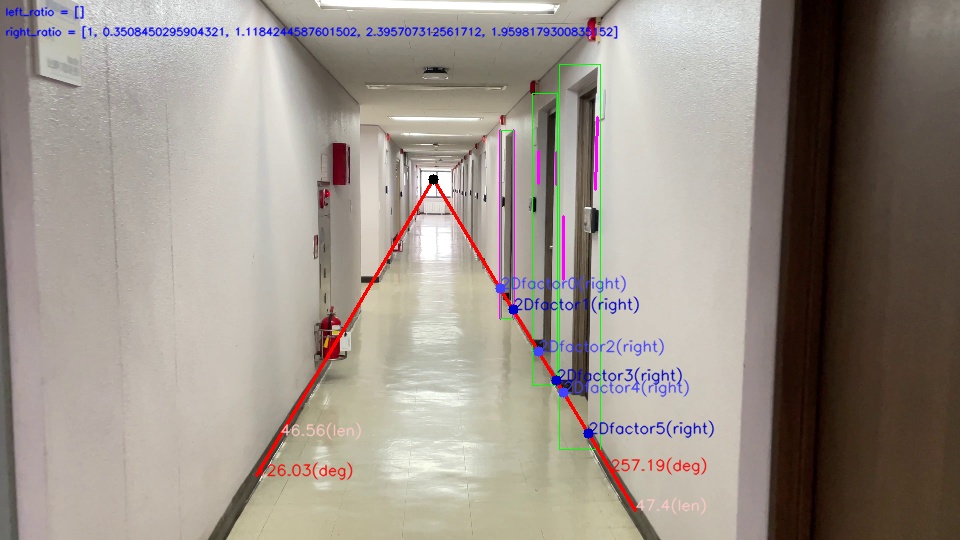 left_ratio = []
right_ratio = [1, 0.3508450295904321, 1.1184244587601502, 2.395707312561712, 1.9598179300835152]
2Dfactor0(right)
2Dfactor1(right)
2Dfactor2(right)
2Dfactor3(right)
2Dfactor4(right)
2Dfactor5(right)
46.56(len)
26.03(deg)
257.19(deg)
47.4(len)